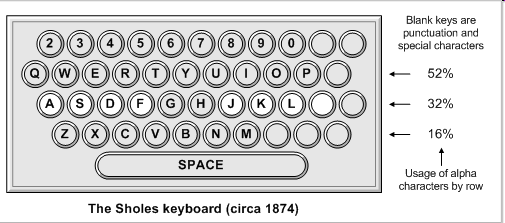 Blank keys are
punctuation and
special characters
2 3 4 5 6 7 8 9 0
Q W E R T Y U I O P
52%
A S D F G H J K L
32%
Z X C V B N M
16%
SPACE
Usage of alpha
characters by row
The Sholes keyboard (circa 1874)